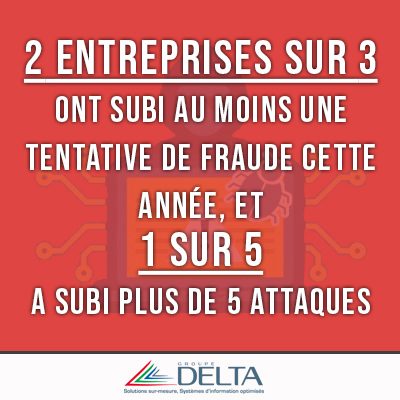 2 ENTREPRISES SUR 3
ONT SUBI AU MOINS UNE
TENTATIVE DE FRAUDE CETTE
ANNÉE, ET
1 SUR 5
A SUBI PLUS DE 5 ATTAQUES
GROUPE
DELTA
Solutions sur-mesure, Systèmes d'information optimisés